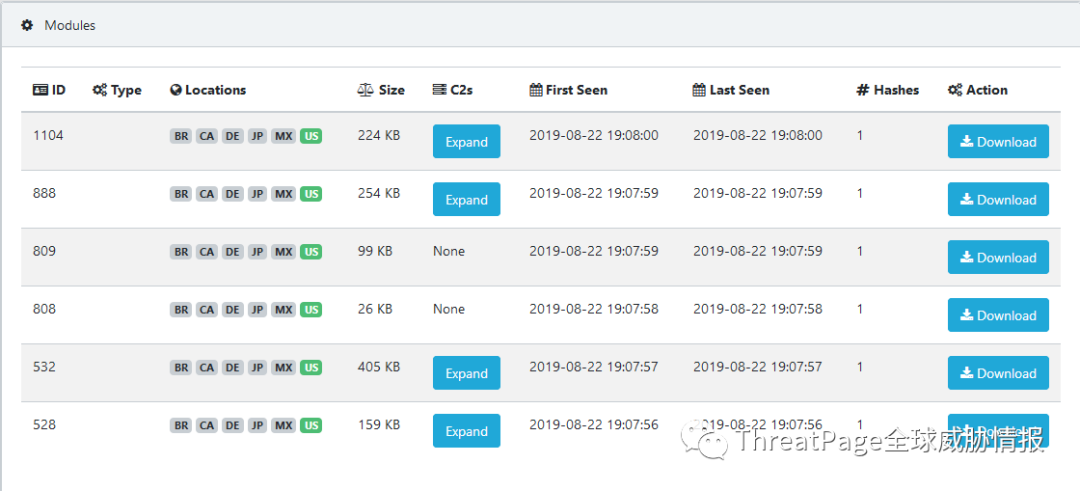 Modules
ID Type Locations Size C2s First Seen Last Seen # Hashes Action
1104 BR CA DE JP MX US 224 KB Expand 2019-08-22 19:08:00 2019-08-22 19:08:00 1 Download
888 BR CA DE JP MX US 254 KB Expand 2019-08-22 19:07:59 2019-08-22 19:07:59 1 Download
809 BR CA DE JP MX US 99 KB None 2019-08-22 19:07:59 2019-08-22 19:07:59 1 Download
808 BR CA DE JP MX US 26 KB None 2019-08-22 19:07:58 2019-08-22 19:07:58 1 Download
532 BR CA DE JP MX US 405 KB Expand 2019-08-22 19:07:57 2019-08-22 19:07:57 1 Download
528 BR CA DE JP MX US 159 KB Expand 2019-08-22 19:07:56 2019-08-22 19:07:56 1
ThreatPage全球威胁情报